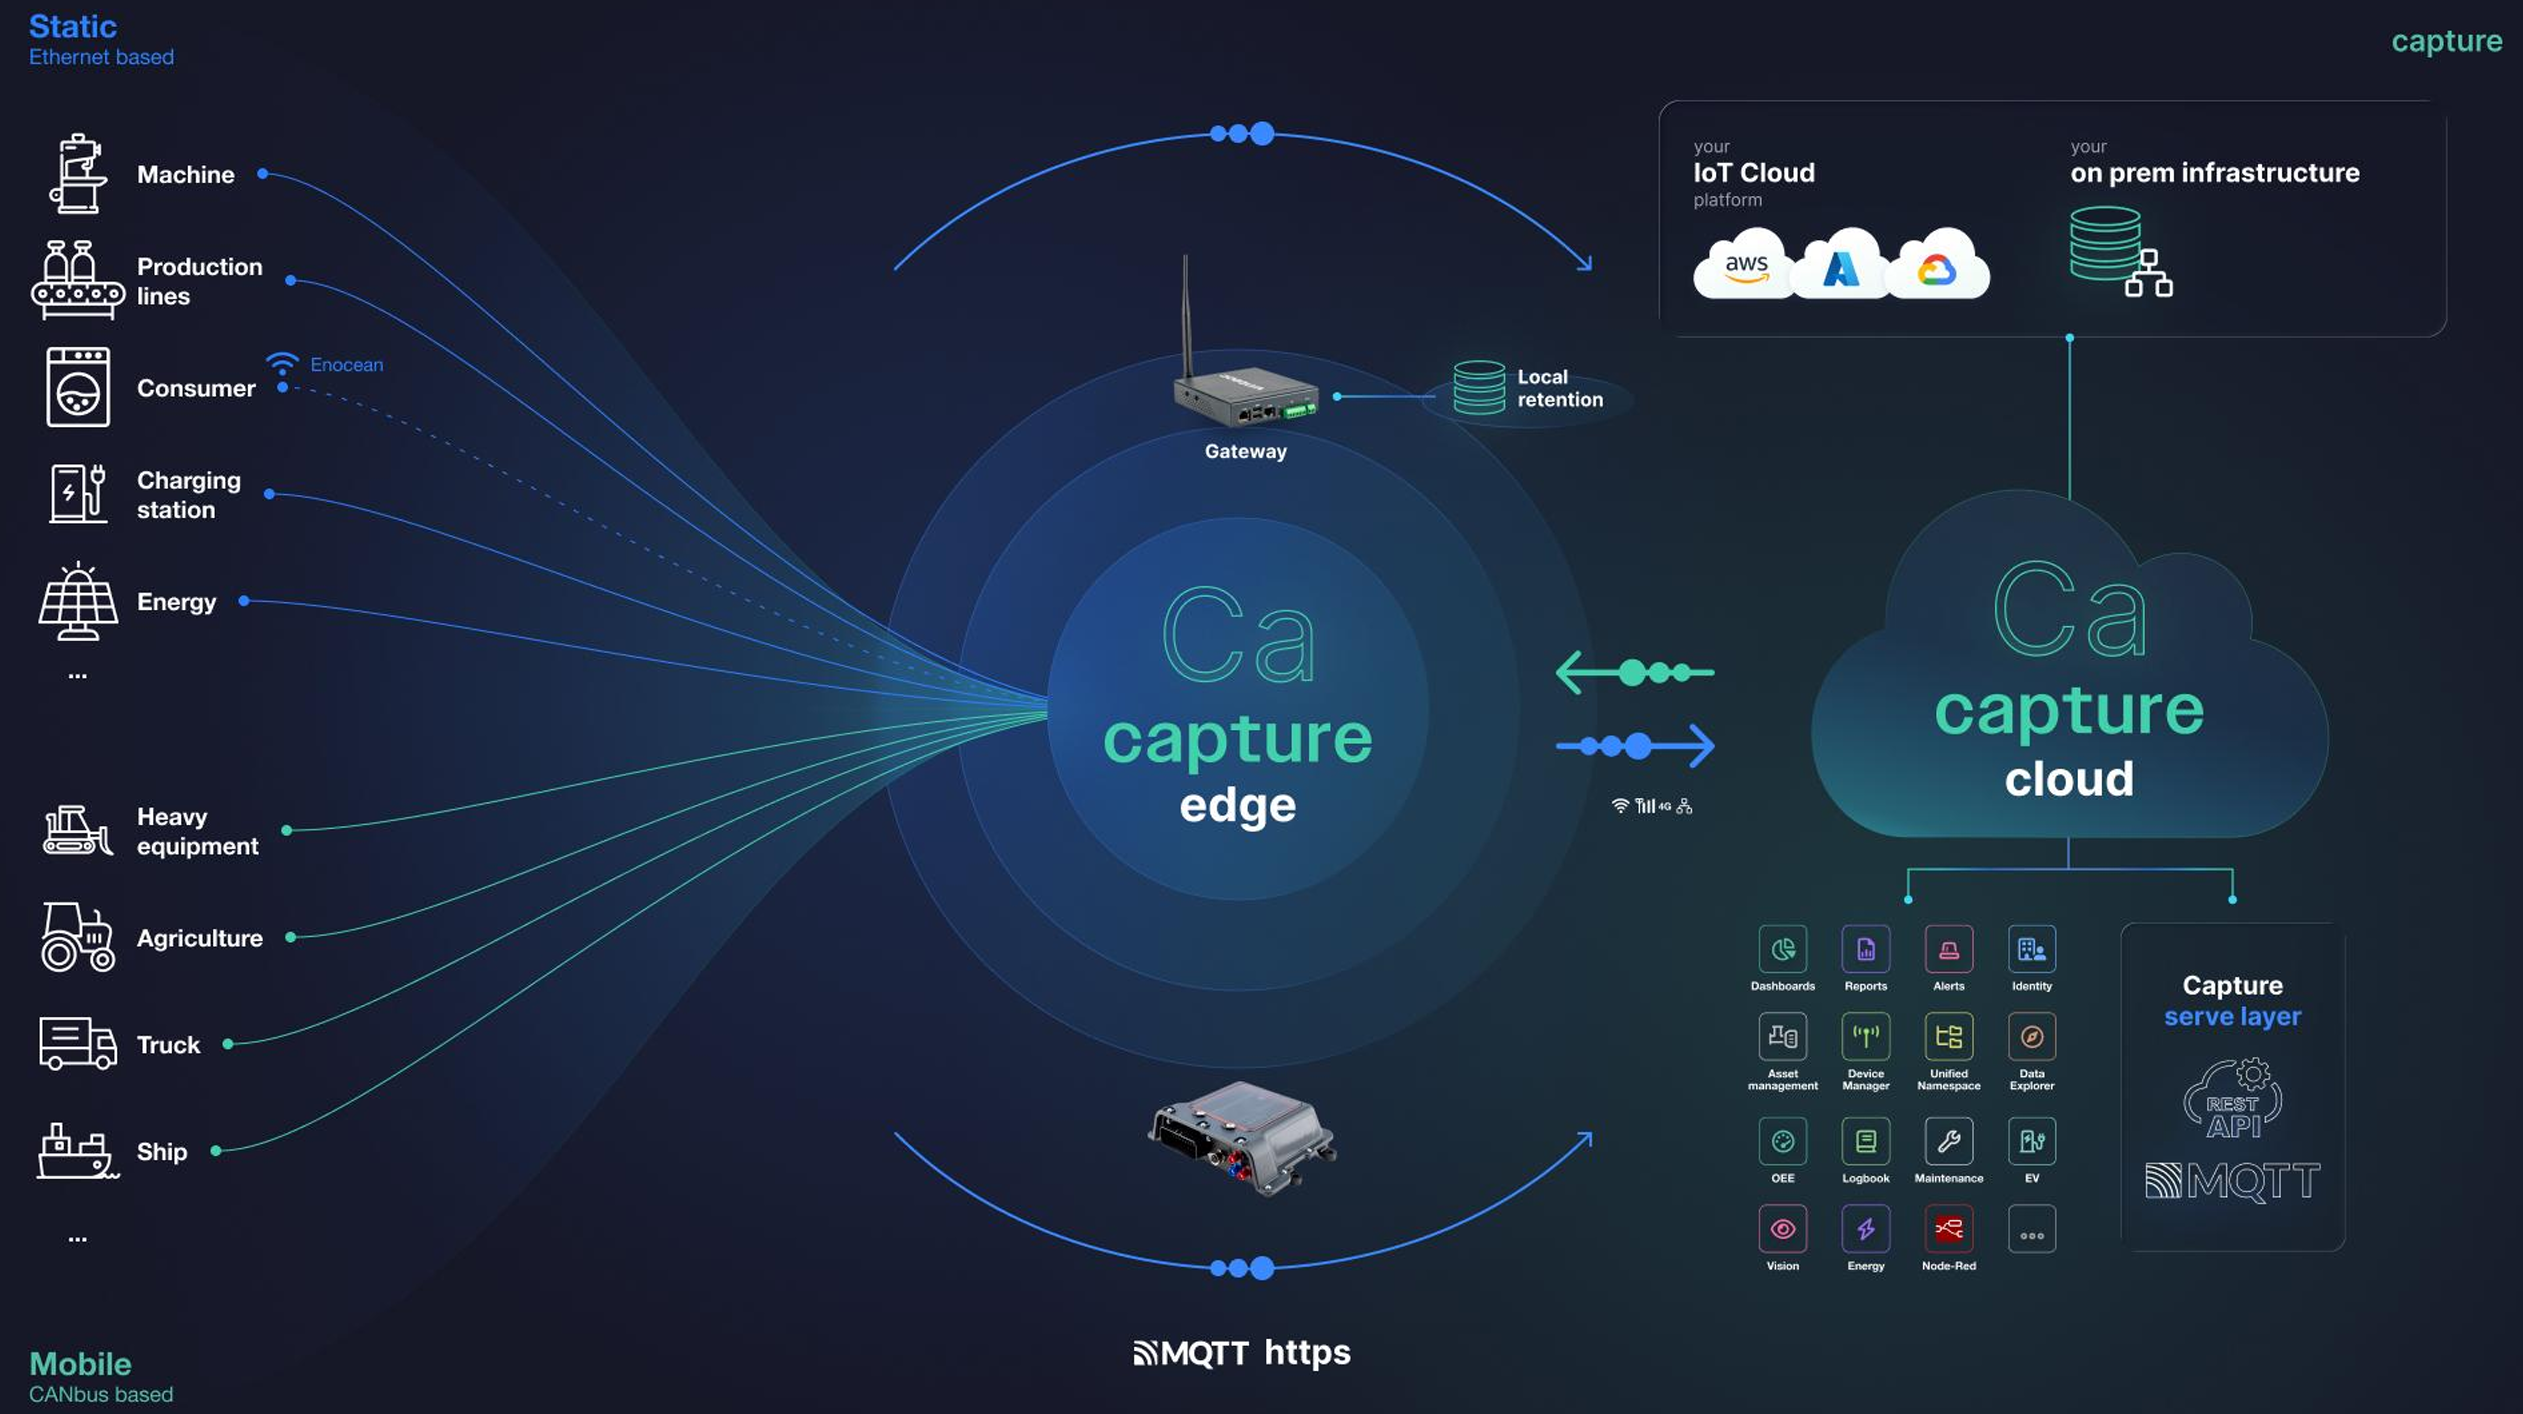 Static
Ethernet based
capture
Machine
Production
lines
Consumer
Enocean
Charging
station
Energy
...
Heavy
equipment
Agriculture
Truck
Ship
...
Mobile
CANbus based
Gateway
Local
retention
Ca
capture
edge
MQTT https
4G
your
IoT Cloud
platform
aws
your
on prem infrastructure
Ca
capture
cloud
Dashboards
Reports
Alerts
Identity
Asset
management
Device
Manager
Unified
Namespace
Data
Explorer
OEE
Logbook
Maintenance
EV
Vision
Energy
Node-Red
Capture
serve layer
REST
API
MQTT